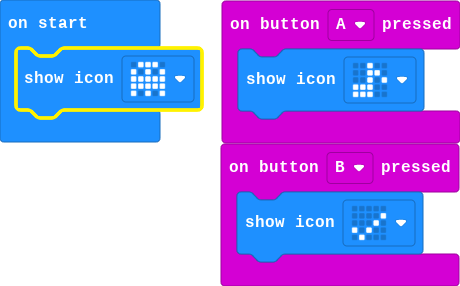 on start
show icon
on button A pressed
show icon
on button B pressed
show icon